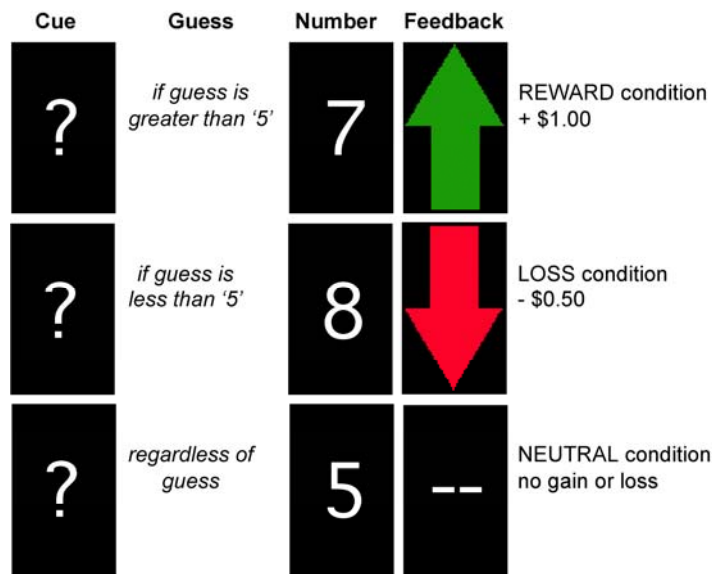 Cue Guess Number Feedback
?
if guess is
greater than ‘5’
7
REWARD condition
+ $1.00
?
if guess is
less than ‘5’
8
LOSS condition
- $0.50
?
regardless of
guess
5
--
NEUTRAL condition
no gain or loss